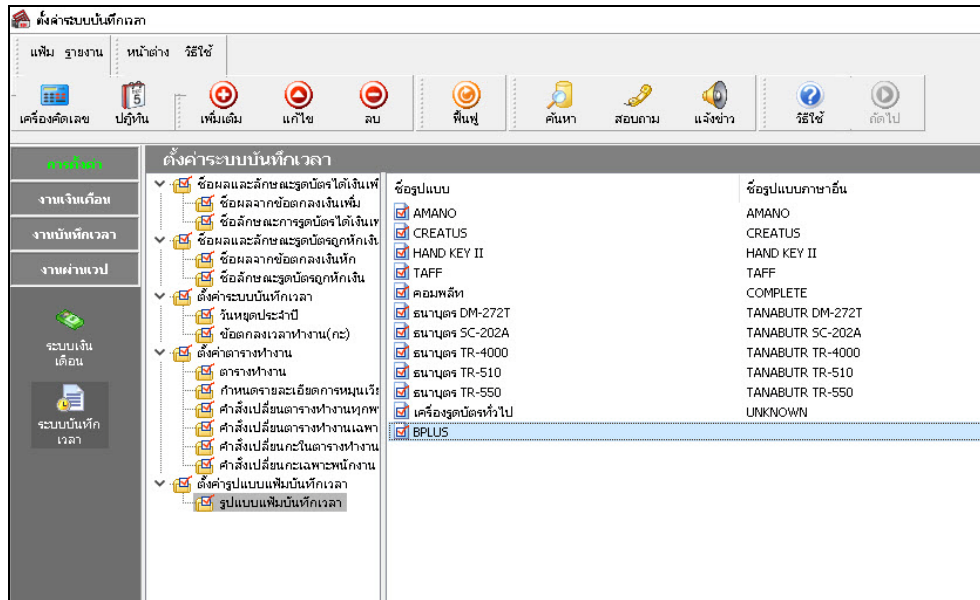 ตั้งค่าระบบบันทึกเวลา
แฟ้ม รายงาน หน้าต่าง วิธีใช้
เครื่องคิดเลข ปฏิทิน เพิ่มเติม แก้ไข ลบ ฟื้นฟู ค้นหา สอบถาม แจ้งข่าว วิธีใช้ ถัดไป
การตั้งค่า
งานเงินเดือน
งานบันทึกเวลา
งานผ่านเวป
ระบบเงิน
เดือน
ระบบบันทึก
เวลา
ตั้งค่าระบบบันทึกเวลา
ชื่อผลและลักษณะรูดบัตรได้เงินเพิ่
ชื่อผลจากข้อตกลงเงินเพิ่ม
ชื่อลักษณะการรูดบัตรได้เงินเท
ชื่อผลและลักษณะรูดบัตรถูกหักเงิน
ชื่อผลจากข้อตกลงเงินหัก
ชื่อลักษณะรูดบัตรถูกหักเงิน
ตั้งค่าระบบบันทึกเวลา
วันหยุดประจำปี
ข้อตกลงเวลาทำงาน(กะ)
ตั้งค่าตารางทำงาน
ตารางทำงาน
กำหนดรายละเอียดการหมุนเวีย
คำสั่งเปลี่ยนตารางทำงานทุกพ
คำสั่งเปลี่ยนตารางทำงานเฉพา
คำสั่งเปลี่ยนกะในตารางทำงาน
คำสั่งเปลี่ยนกะเฉพาะพนักงาน
ตั้งค่ารูปแบบแฟ้มบันทึกเวลา
รูปแบบแฟ้มบันทึกเวลา
ชื่อรูปแบบ ชื่อรูปแบบภาษาอื่น
AMANO AMANO
CREATUS CREATUS
HAND KEY II HAND KEY II
TAFF TAFF
คอมพลีท COMPLETE
ธนาบุตร DM-272T TANABUTR DM-272T
ธนาบุตร SC-202A TANABUTR SC-202A
ธนาบุตร TR-4000 TANABUTR TR-4000
ธนาบุตร TR-510 TANABUTR TR-510
ธนาบุตร TR-550 TANABUTR TR-550
เครื่องรูดบัตรทั่วไป UNKNOWN
BPLUS